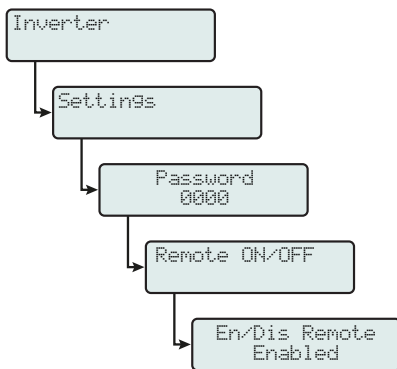 Inverter
Settings
Password
0000
Remote ON/OFF
En/Dis Remote
Enabled